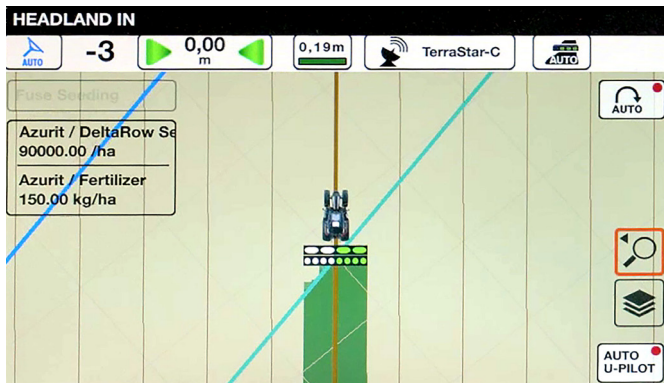 HEADLAND IN
AUTO
-3
0,00
m
0,19m
TerraStar-C
AUTO
Fuse Seeding
AUTO
Azurit / DeltaRow Se
90000.00 /ha
Azurit / Fertilizer
150.00 kg/ha
AUTO
U-PILOT